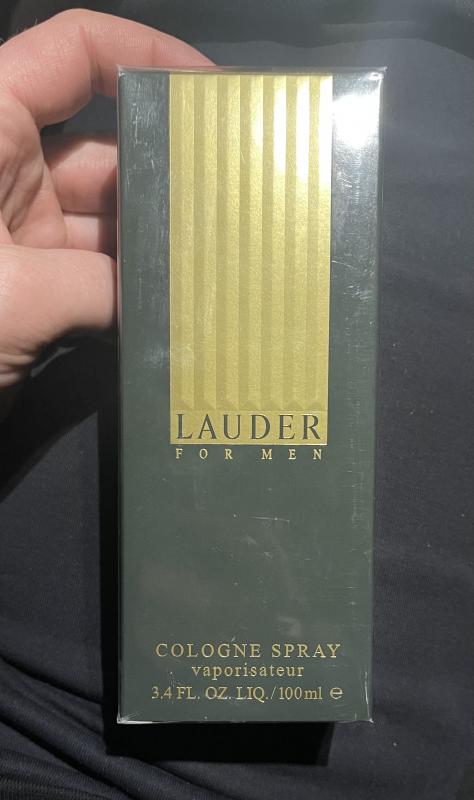 LAUDER
FOR MEN
COLOGNE SPRAY
vaporisateur
3.4 FL. OZ. LIQ./100ml ℮